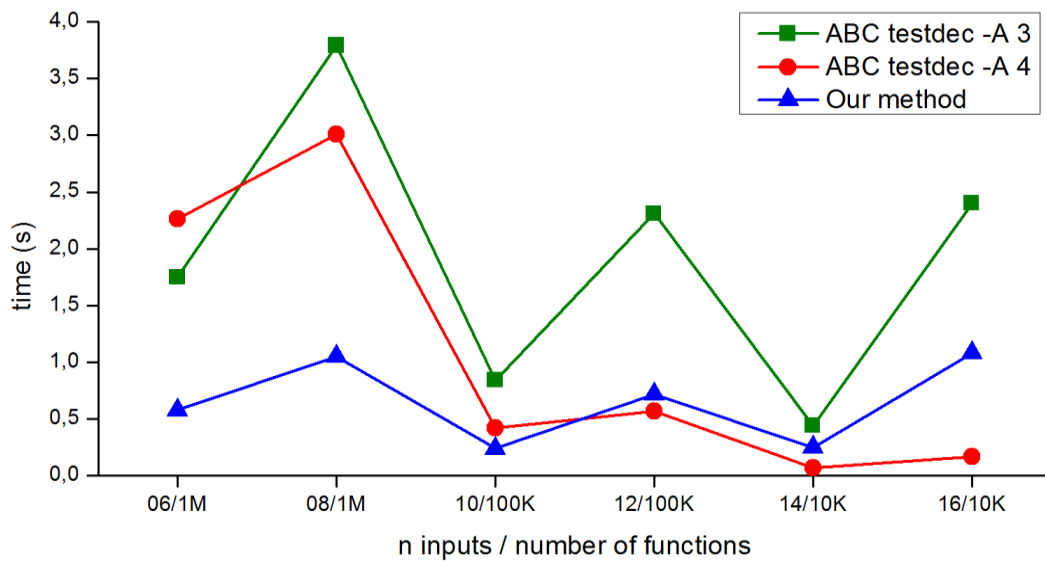 4,0
3,5
3,0
2,5
2,0
1,5
1,0
0,5
0,0
time (s)
ABC testdec -A 3
ABC testdec -A 4
Our method
06/1M 08/1M 10/100K 12/100K 14/10K 16/10K
n inputs / number of functions